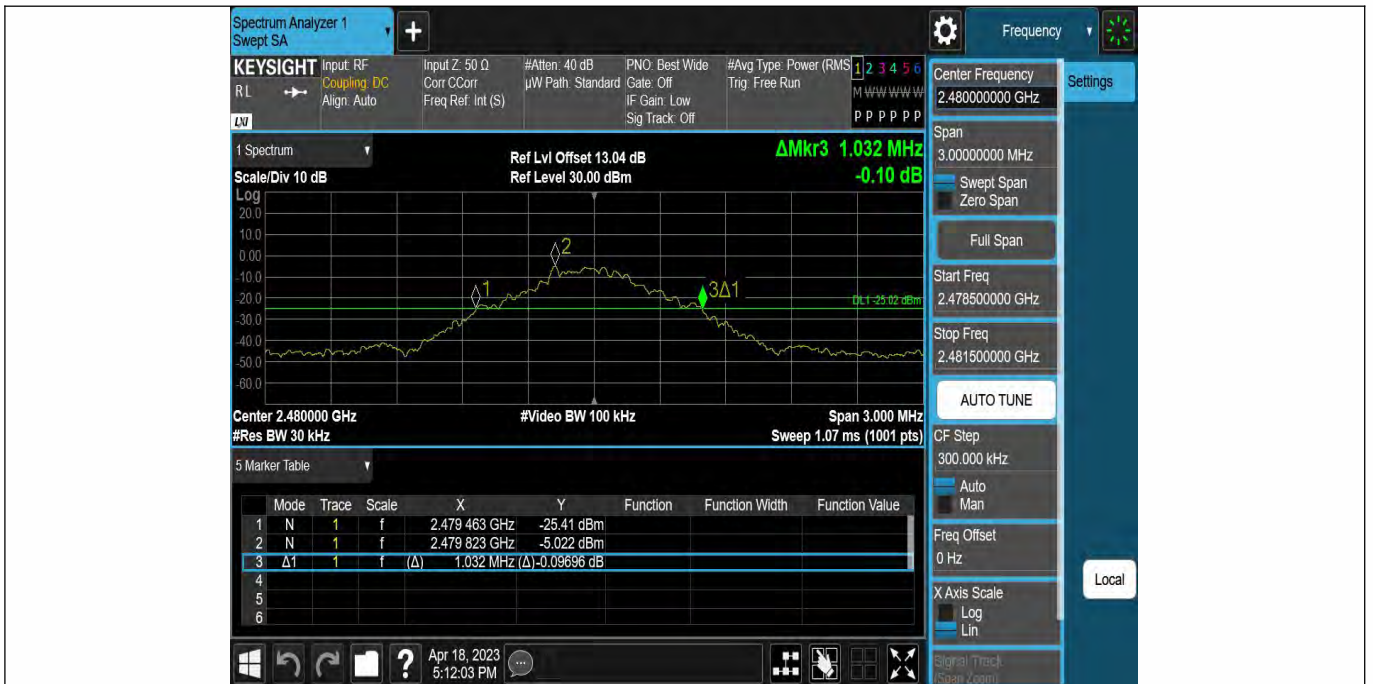 Spectrum Analyzer 1
Swept SA
Frequency
KEYSIGHT
R L
LXI
Input: RF
Coupling: DC
Align: Auto
Input Z: 50 Ω
Corr CCorr
Freq Ref: Int (S)
#Atten: 40 dB
µW Path: Standard
PNO: Best Wide
Gate: Off
IF Gain: Low
Sig Track: Off
#Avg Type: Power (RMS
Trig: Free Run
1 2 3 4 5 6
M W W W W W
P P P P P P
1 Spectrum
Scale/Div 10 dB
Ref Lvl Offset 13.04 dB
Ref Level 30.00 dBm
ΔMkr3 1.032 MHz
-0.10 dB
Log
20.0
10.0
0.00
-10.0
-20.0
-30.0
-40.0
-50.0
-60.0
2
1
3Δ1
DL1 -25.02 dBm
Center 2.480000 GHz
#Video BW 100 kHz
Span 3.000 MHz
#Res BW 30 kHz
Sweep 1.07 ms (1001 pts)
5 Marker Table
Mode Trace Scale X Y Function Function Width Function Value
1 N 1 f 2.479 463 GHz -25.41 dBm
2 N 1 f 2.479 823 GHz -5.022 dBm
3 Δ1 1 f (Δ) 1.032 MHz (Δ) -0.09696 dB
4
5
6
Apr 18, 2023
5:12:03 PM
Center Frequency
2.480000000 GHz
Settings
Span
3.00000000 MHz
Swept Span
Zero Span
Full Span
Start Freq
2.478500000 GHz
Stop Freq
2.481500000 GHz
AUTO TUNE
CF Step
300.000 kHz
Auto
Man
Freq Offset
0 Hz
X Axis Scale
Log
Lin
Signal Track
(Span Zoom)
Local